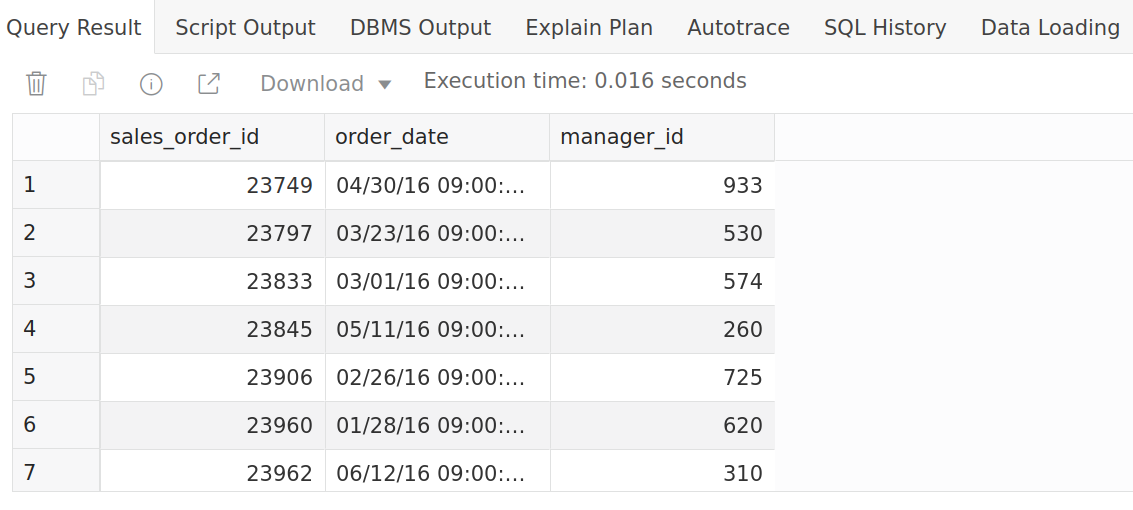 Query Result Script Output DBMS Output Explain Plan Autotrace SQL History Data Loading
Download Execution time: 0.016 seconds
sales_order_id order_date manager_id
1 23749 04/30/16 09:00:... 933
2 23797 03/23/16 09:00:... 530
3 23833 03/01/16 09:00:... 574
4 23845 05/11/16 09:00:... 260
5 23906 02/26/16 09:00:... 725
6 23960 01/28/16 09:00:... 620
7 23962 06/12/16 09:00:... 310